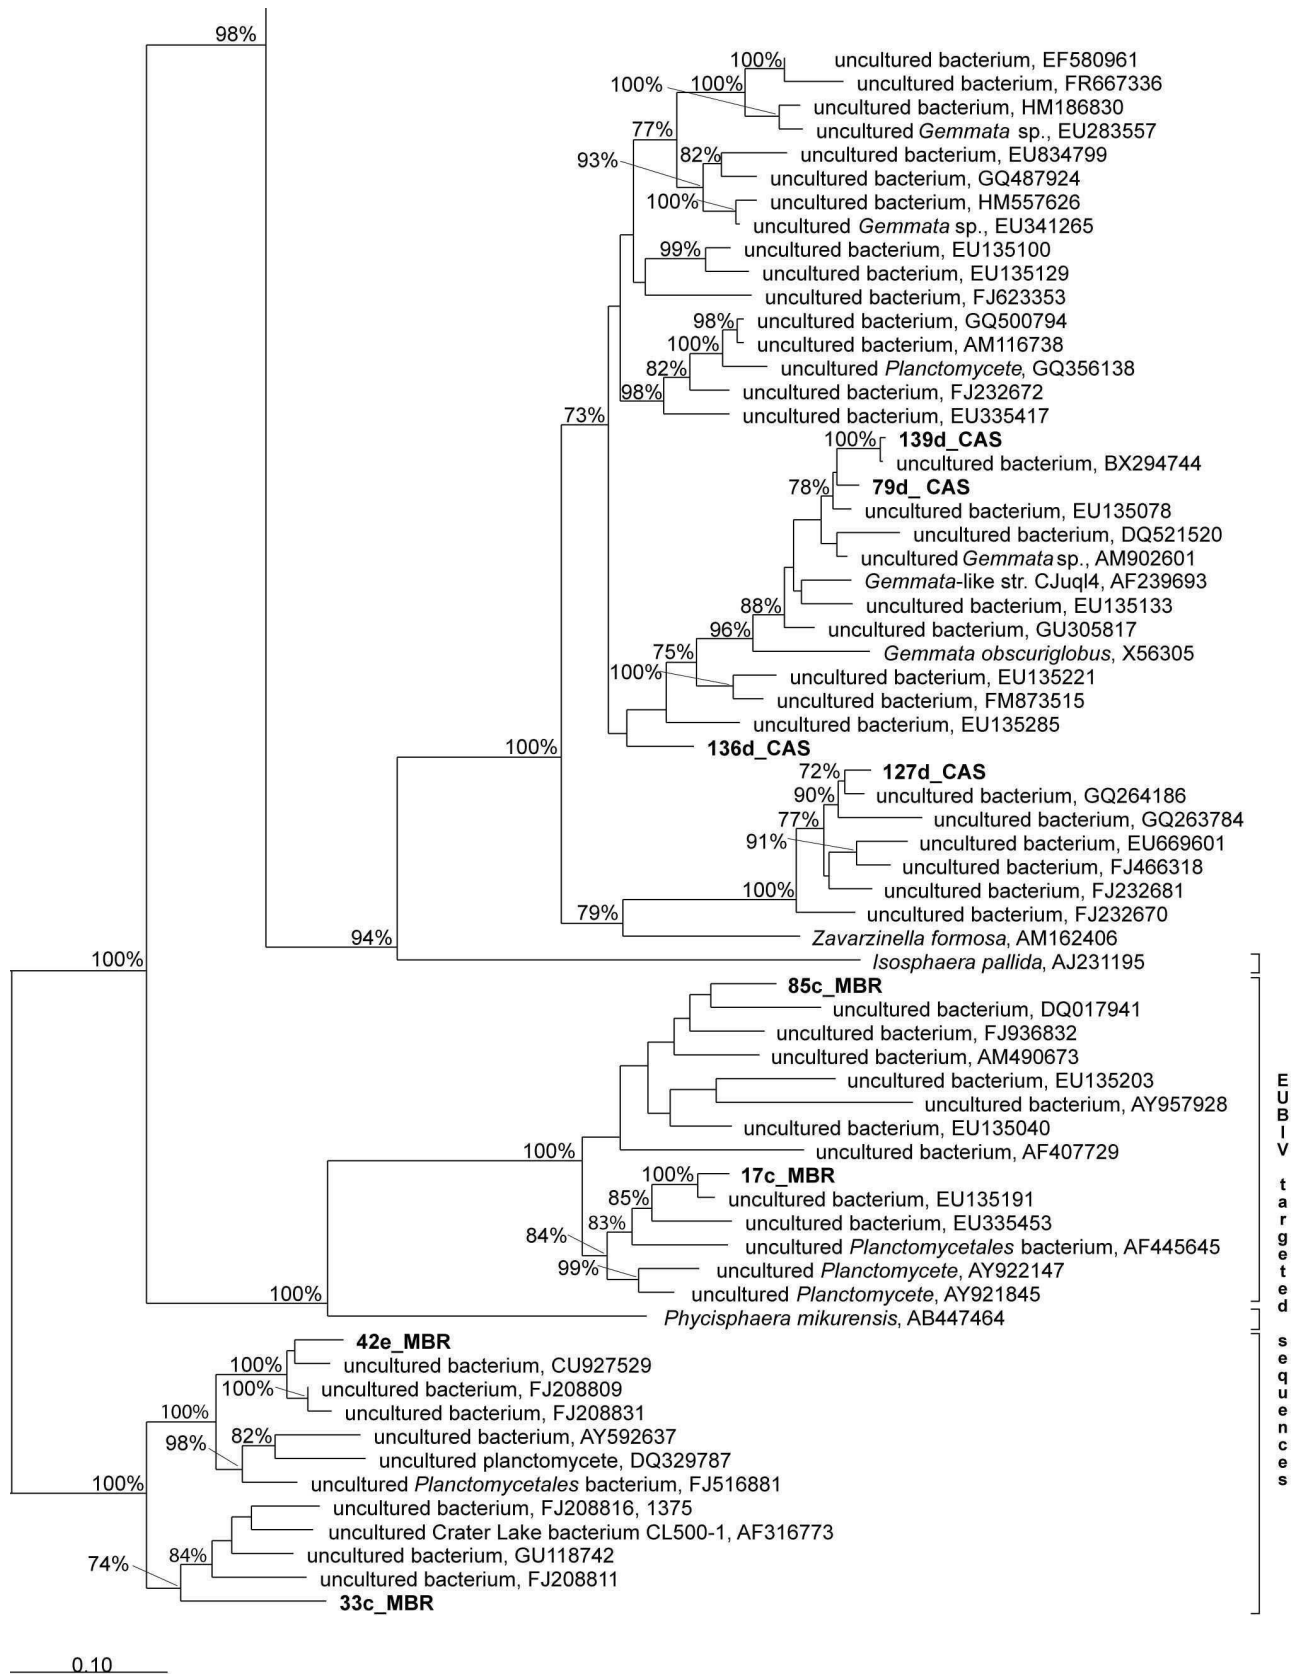 98%
100%
uncultured bacterium, EF580961
uncultured bacterium, FR667336
100%
100%
uncultured bacterium, HM186830
uncultured Gemmata sp., EU283557
77%
93%
82%
uncultured bacterium, EU834799
uncultured bacterium, GQ487924
100%
uncultured bacterium, HM557626
uncultured Gemmata sp., EU341265
99%
uncultured bacterium, EU135100
uncultured bacterium, EU135129
uncultured bacterium, FJ623353
98%
uncultured bacterium, GQ500794
100%
uncultured bacterium, AM116738
82%
uncultured Planctomycete, GQ356138
98%
uncultured bacterium, FJ232672
73%
uncultured bacterium, EU335417
100%
139d_CAS
uncultured bacterium, BX294744
78%
79d_ CAS
uncultured bacterium, EU135078
uncultured bacterium, DQ521520
uncultured Gemmata sp., AM902601
Gemmata-like str. CJuql4, AF239693
88%
uncultured bacterium, EU135133
96%
uncultured bacterium, GU305817
75%
Gemmata obscuriglobus, X56305
100%
uncultured bacterium, EU135221
uncultured bacterium, FM873515
uncultured bacterium, EU135285
100%
136d_CAS
72%
127d_CAS
90%
uncultured bacterium, GQ264186
77%
uncultured bacterium, GQ263784
91%
uncultured bacterium, EU669601
uncultured bacterium, FJ466318
100%
uncultured bacterium, FJ232681
79%
uncultured bacterium, FJ232670
94%
Zavarzinella formosa, AM162406
100%
Isosphaera pallida, AJ231195
85c_MBR
uncultured bacterium, DQ017941
uncultured bacterium, FJ936832
uncultured bacterium, AM490673
uncultured bacterium, EU135203
uncultured bacterium, AY957928
uncultured bacterium, EU135040
100%
uncultured bacterium, AF407729
100%
17c_MBR
85%
uncultured bacterium, EU135191
83%
uncultured bacterium, EU335453
84%
uncultured Planctomycetales bacterium, AF445645
99%
uncultured Planctomycete, AY922147
100%
uncultured Planctomycete, AY921845
Phycisphaera mikurensis, AB447464
42e_MBR
100%
uncultured bacterium, CU927529
100%
uncultured bacterium, FJ208809
100%
uncultured bacterium, FJ208831
98%
82%
uncultured bacterium, AY592637
uncultured planctomycete, DQ329787
100%
uncultured Planctomycetales bacterium, FJ516881
uncultured bacterium, FJ208816, 1375
uncultured Crater Lake bacterium CL500-1, AF316773
74%
84%
uncultured bacterium, GU118742
uncultured bacterium, FJ208811
33c_MBR
EUBIV targeted sequences
0.10